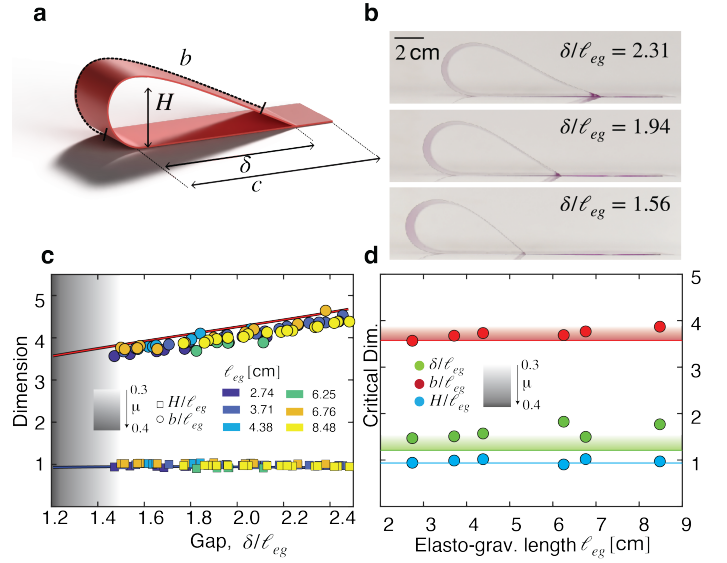 a
b
H
δ
c
b
2 cm
δ/ℓeg = 2.31
δ/ℓeg = 1.94
δ/ℓeg = 1.56
c
Dimension
5
4
3
2
1
1.2 1.4 1.6 1.8 2.0 2.2 2.4
Gap, δ/ℓeg
0.3
μ
0.4
H/ℓeg
b/ℓeg
ℓeg [cm]
2.74 6.25
3.71 6.76
4.38 8.48
d
Critical Dim.
5
4
3
2
1
0
2 3 4 5 6 7 8 9
Elasto-grav. length ℓeg [cm]
δ/ℓeg
b/ℓeg
H/ℓeg
0.3
μ
0.4